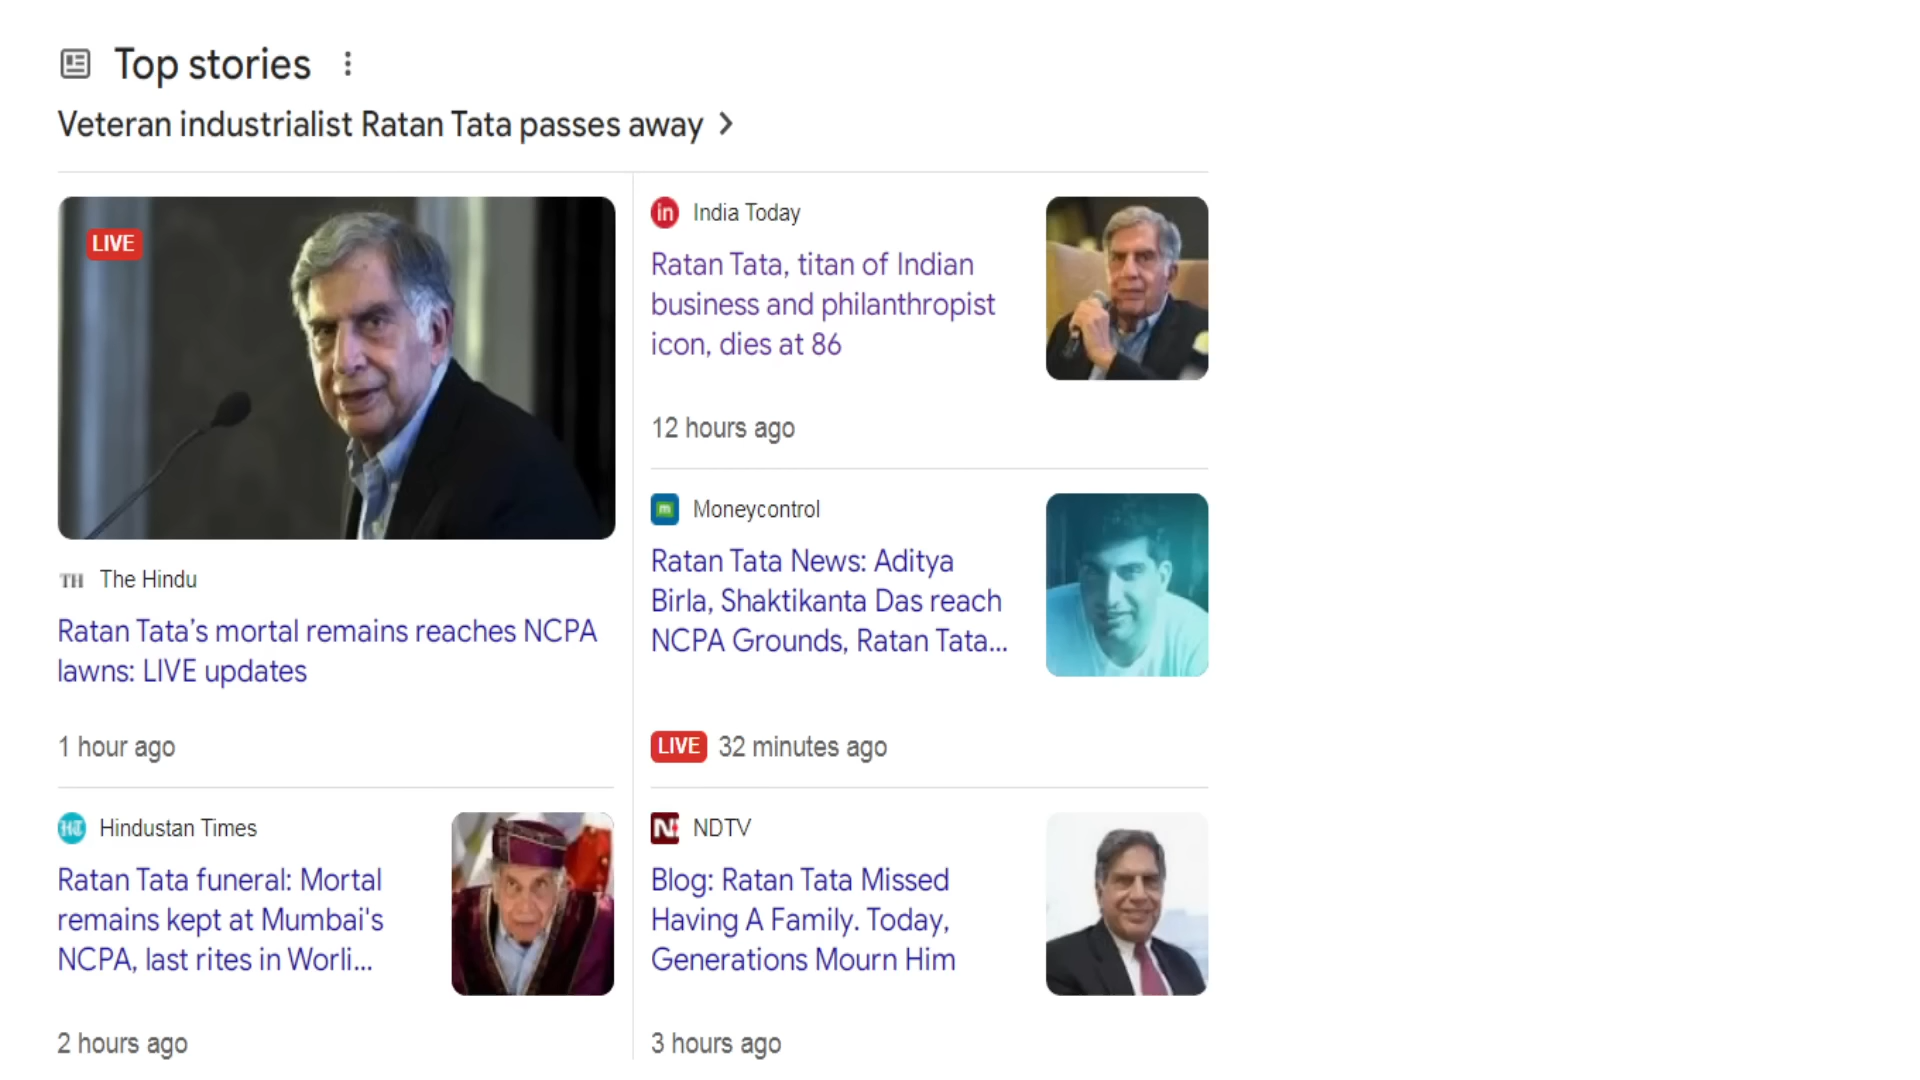 Top stories
Veteran industrialist Ratan Tata passes away
LIVE
TH The Hindu
Ratan Tata’s mortal remains reaches NCPA
lawns: LIVE updates
1 hour ago
HT Hindustan Times
Ratan Tata funeral: Mortal
remains kept at Mumbai's
NCPA, last rites in Worli...
2 hours ago
in India Today
Ratan Tata, titan of Indian
business and philanthropist
icon, dies at 86
12 hours ago
m Moneycontrol
Ratan Tata News: Aditya
Birla, Shaktikanta Das reach
NCPA Grounds, Ratan Tata...
LIVE 32 minutes ago
N NDTV
Blog: Ratan Tata Missed
Having A Family. Today,
Generations Mourn Him
3 hours ago